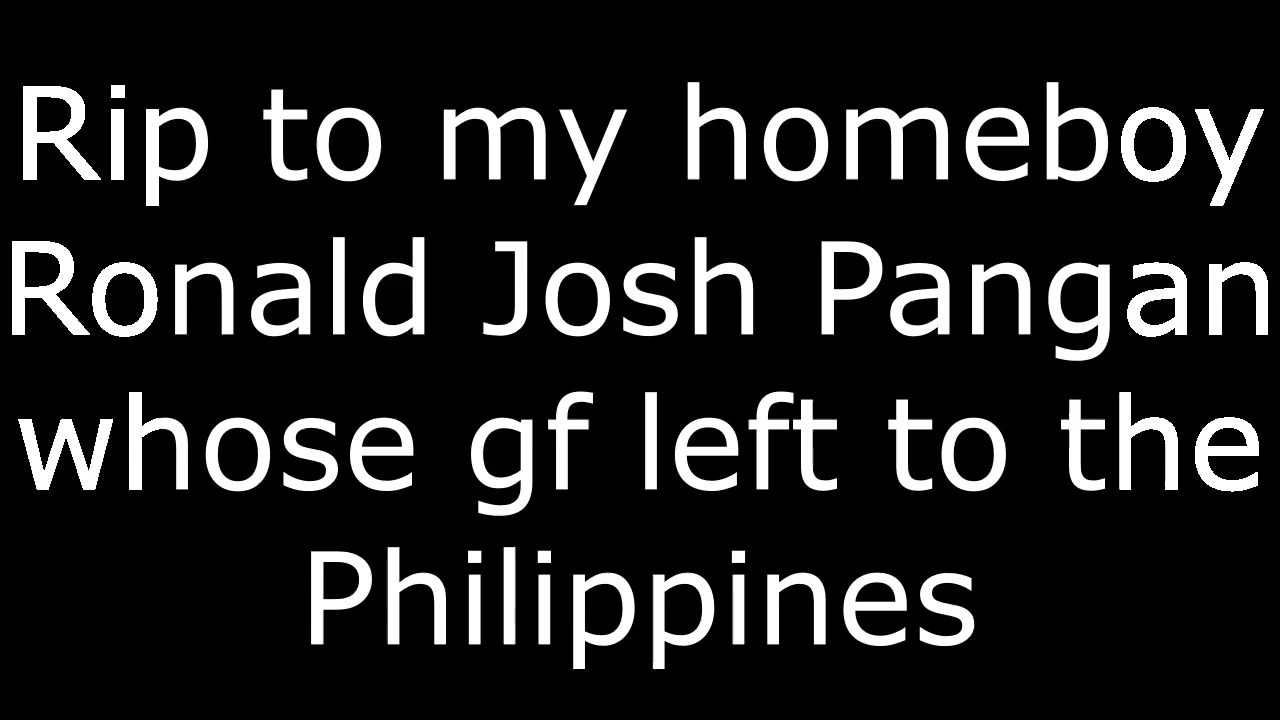 Rip to my homeboy
Ronald Josh Pangan
whose gf left to the
Philippines